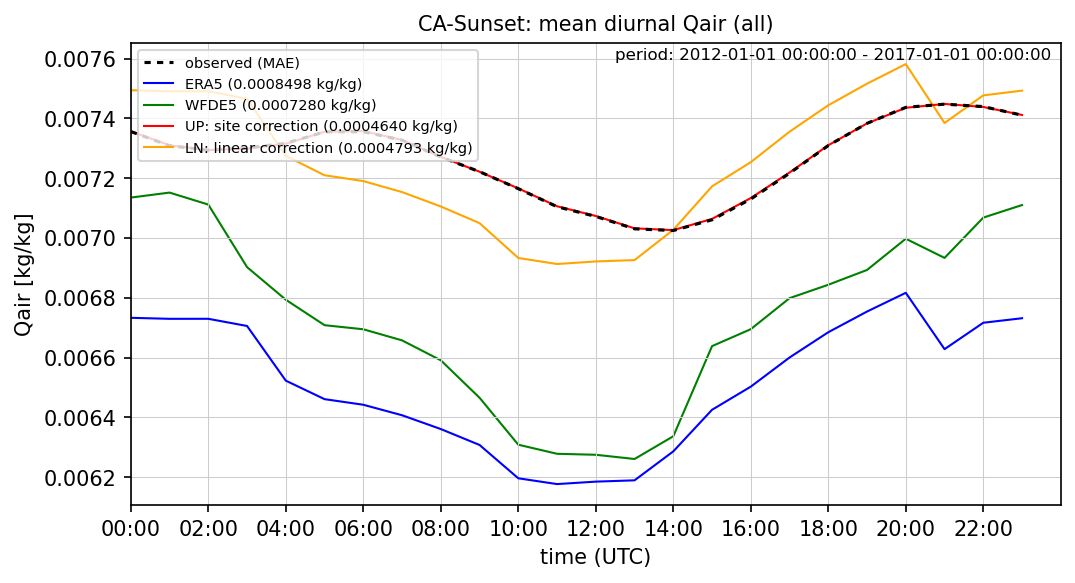 CA-Sunset: mean diurnal Qair (all)
period: 2012-01-01 00:00:00 - 2017-01-01 00:00:00
observed (MAE)
ERA5 (0.0008498 kg/kg)
WFDE5 (0.0007280 kg/kg)
UP: site correction (0.0004640 kg/kg)
LN: linear correction (0.0004793 kg/kg)
Qair [kg/kg]
0.0076
0.0074
0.0072
0.0070
0.0068
0.0066
0.0064
0.0062
00:00 02:00 04:00 06:00 08:00 10:00 12:00 14:00 16:00 18:00 20:00 22:00
time (UTC)